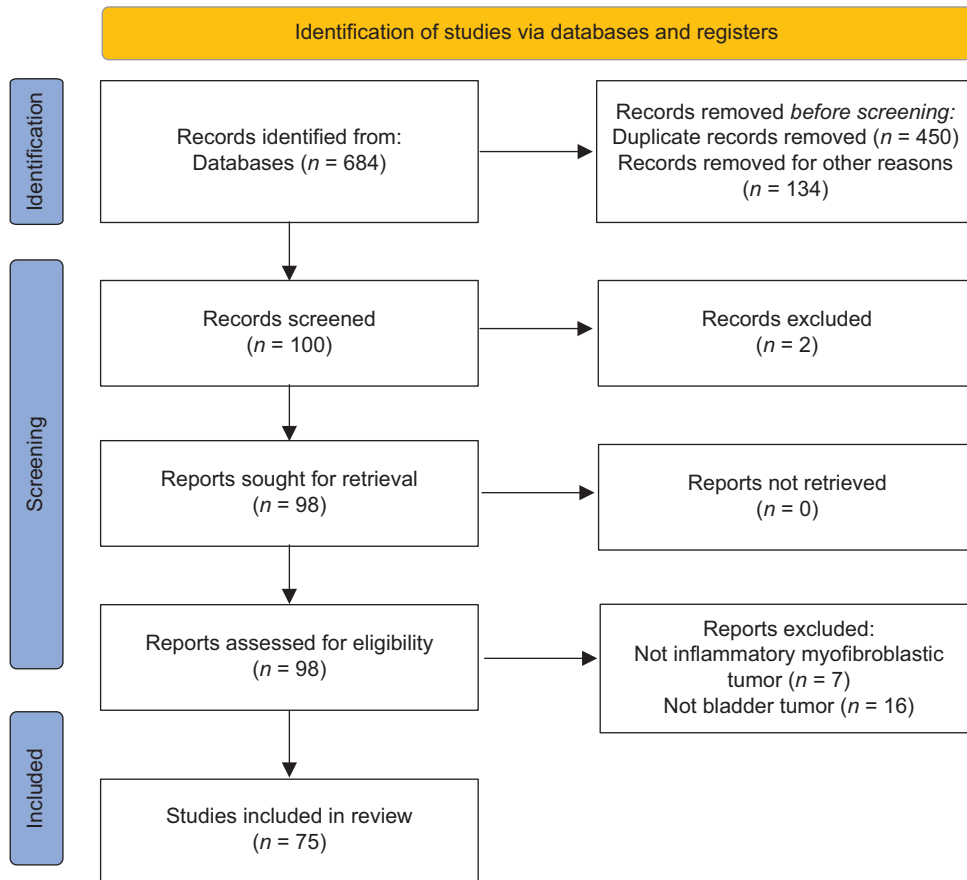 Identification of studies via databases and registers
Identification
Records identified from:
Databases (n = 684)
Records removed before screening:
Duplicate records removed (n = 450)
Records removed for other reasons
(n = 134)
Screening
Records screened
(n = 100)
Records excluded
(n = 2)
Reports sought for retrieval
(n = 98)
Reports not retrieved
(n = 0)
Reports assessed for eligibility
(n = 98)
Reports excluded:
Not inflammatory myofibroblastic
tumor (n = 7)
Not bladder tumor (n = 16)
Included
Studies included in review
(n = 75)